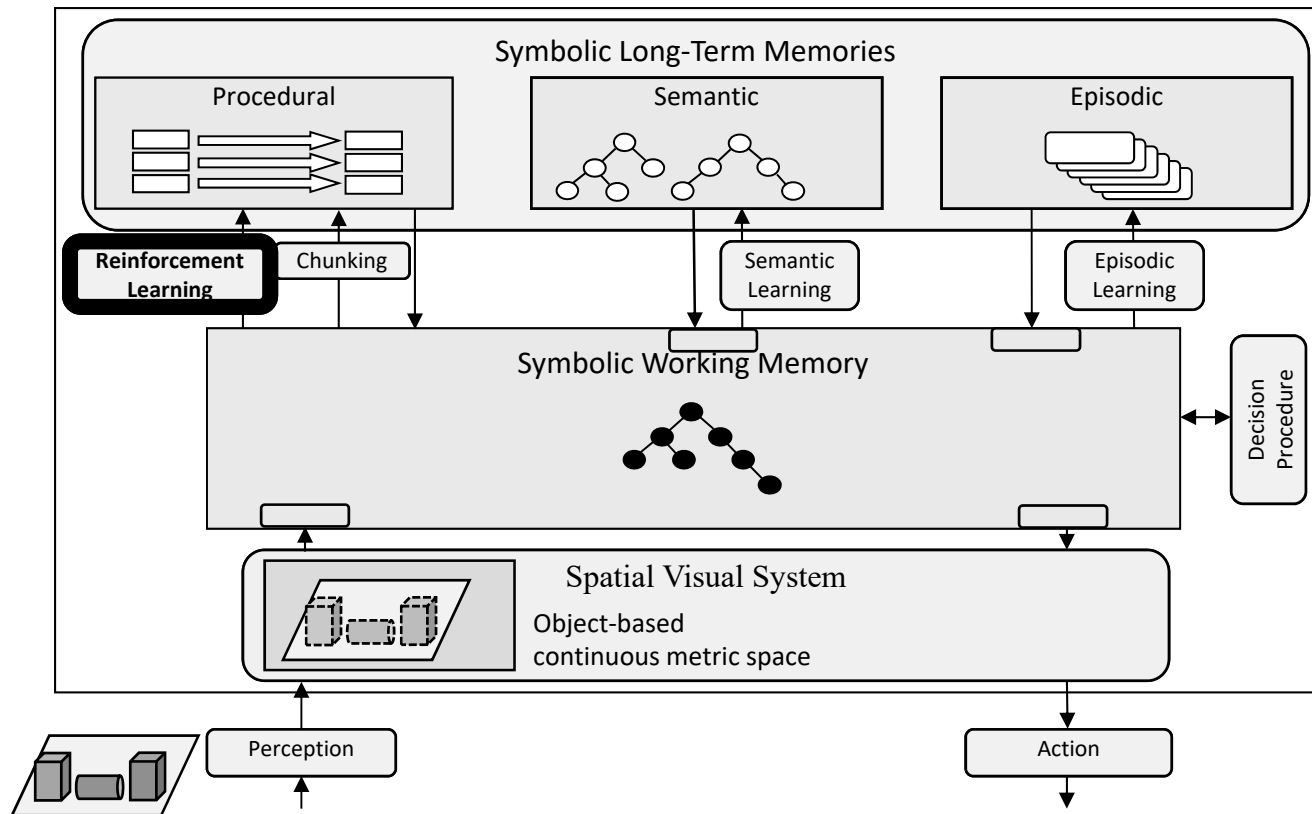 Symbolic Long-Term Memories
Procedural
Semantic
Episodic
Reinforcement
Learning
Chunking
Semantic
Learning
Episodic
Learning
Symbolic Working Memory
Decision
Procedure
Spatial Visual System
Object-based
continuous metric space
Perception
Action